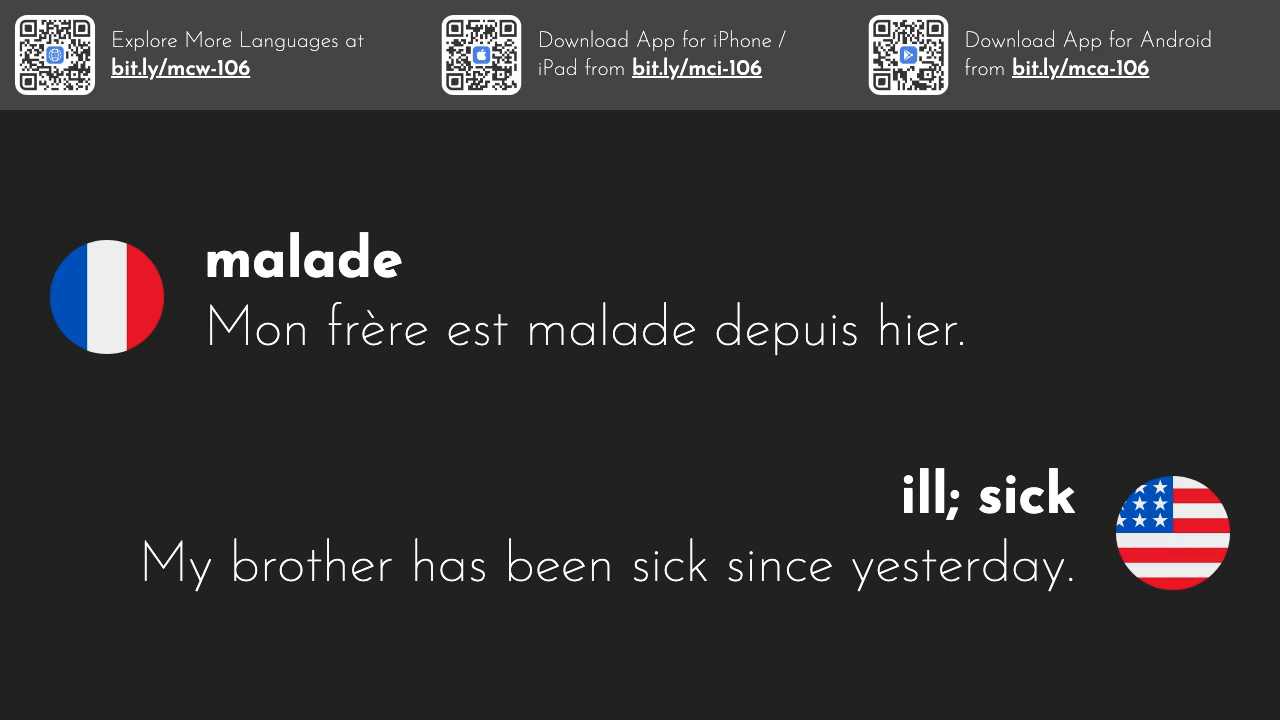 Explore More Languages at
bit.ly/mcw-106
Download App for iPhone /
iPad from bit.ly/mci-106
Download App for Android
from bit.ly/mca-106
malade
Mon frère est malade depuis hier.
ill; sick
My brother has been sick since yesterday.